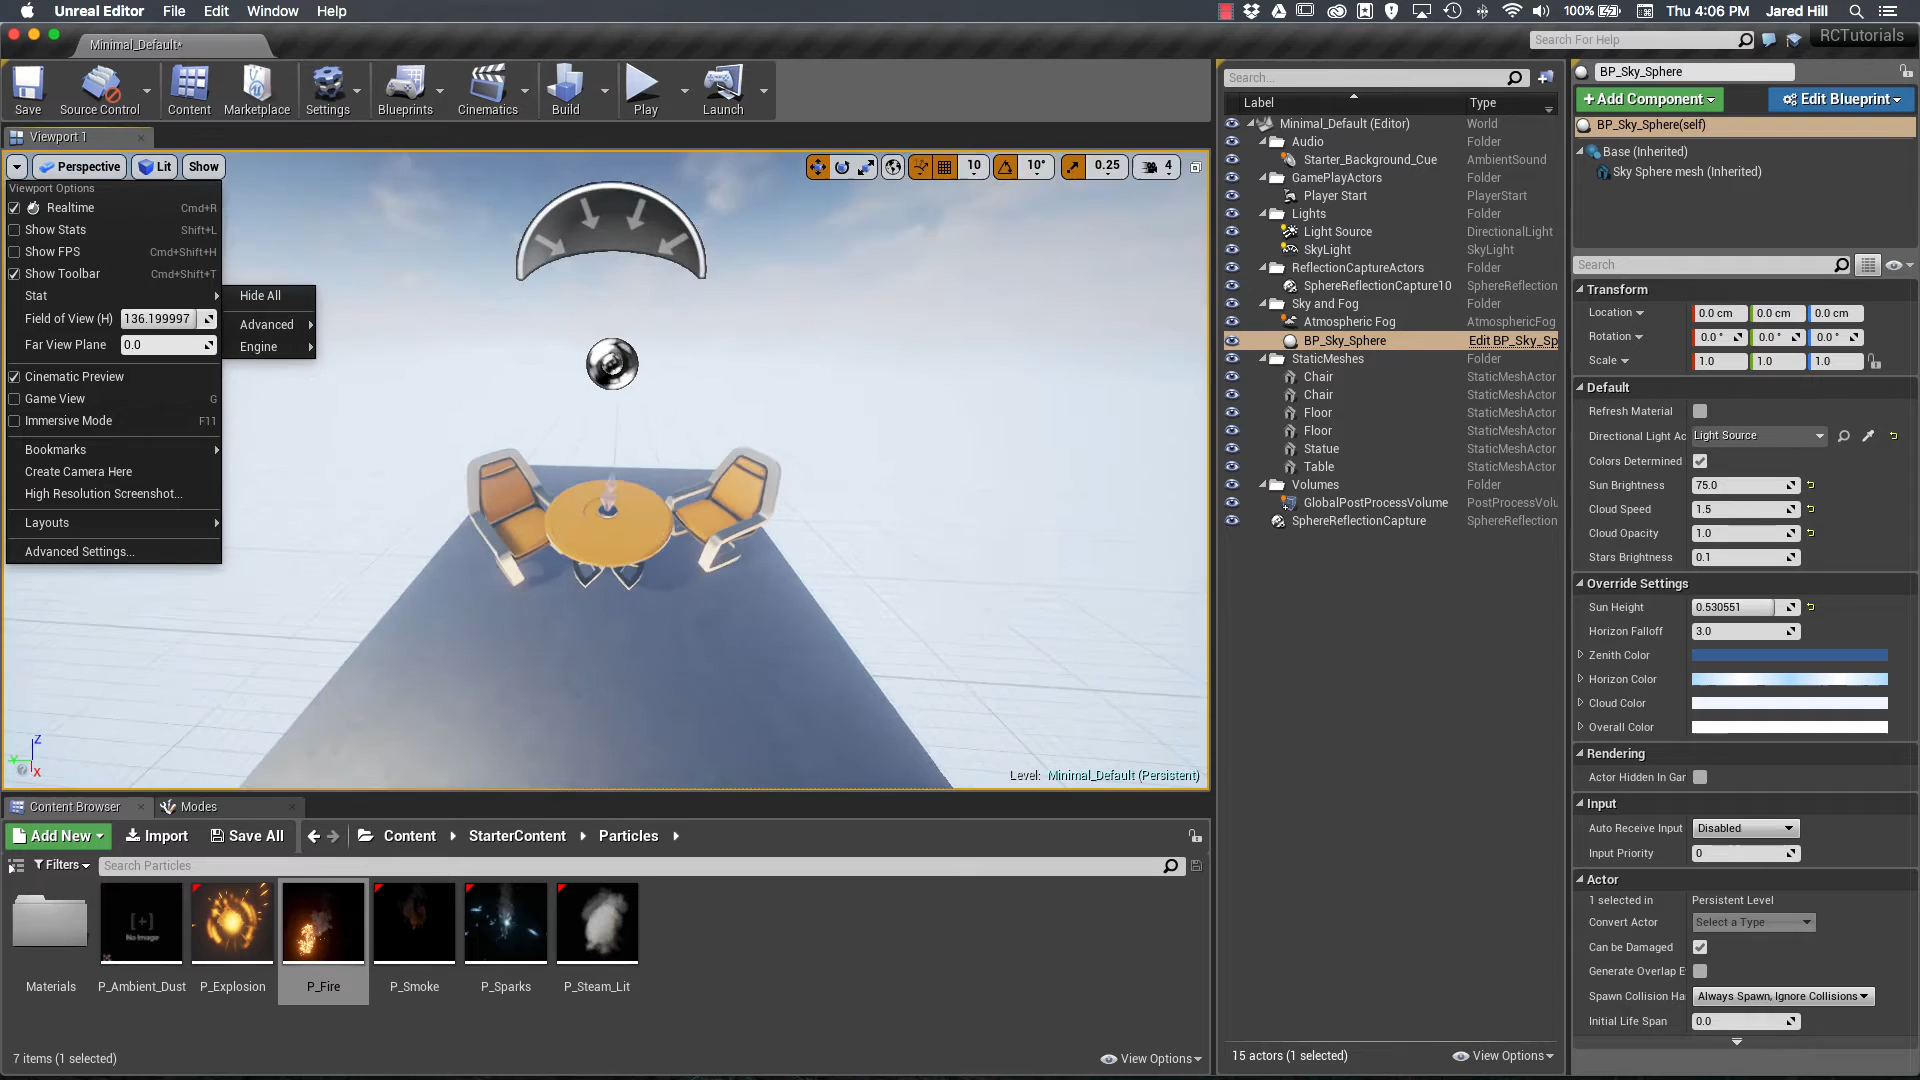 Unreal Editor File Edit Window Help 100% Thu 4:06 PM Jared Hill
Minimal_Default* Search For Help RCTutorials
Save Source Control Content Marketplace Settings Blueprints Cinematics Build Play Launch
Viewport 1
Perspective Lit Show 10 10° 0.25 4
Viewport Options
Realtime Cmd+R
Show Stats Shift+L
Show FPS Cmd+Shift+H
Show Toolbar Cmd+Shift+T
Stat
Field of View (H) 136.199997
Far View Plane 0.0
Cinematic Preview
Game View G
Immersive Mode F11
Bookmarks
Create Camera Here
High Resolution Screenshot...
Layouts
Advanced Settings...
Hide All
Advanced
Engine
Z
Y
X
Level: Minimal_Default (Persistent)
Content Browser Modes
Add New Import Save All Content StarterContent Particles
Filters Search Particles
[+]
No Image
Materials P_Ambient_Dust P_Explosion P_Fire P_Smoke P_Sparks P_Steam_Lit
7 items (1 selected) View Options
Search...
Label Type
Minimal_Default (Editor) World
Audio Folder
Starter_Background_Cue AmbientSound
GamePlayActors Folder
Player Start PlayerStart
Lights Folder
Light Source DirectionalLight
SkyLight SkyLight
ReflectionCaptureActors Folder
SphereReflectionCapture10 SphereReflection
Sky and Fog Folder
Atmospheric Fog AtmosphericFog
BP_Sky_Sphere Edit BP_Sky_Sp
StaticMeshes Folder
Chair StaticMeshActor
Chair StaticMeshActor
Floor StaticMeshActor
Floor StaticMeshActor
Statue StaticMeshActor
Table StaticMeshActor
Volumes Folder
GlobalPostProcessVolume PostProcessVolu
SphereReflectionCapture SphereReflection
15 actors (1 selected) View Options
BP_Sky_Sphere
+Add Component Edit Blueprint
BP_Sky_Sphere(self)
Base (Inherited)
Sky Sphere mesh (Inherited)
Search
Transform
Location 0.0 cm 0.0 cm 0.0 cm
Rotation 0.0 ° 0.0 ° 0.0 °
Scale 1.0 1.0 1.0
Default
Refresh Material
Directional Light Ac Light Source
Colors Determined
Sun Brightness 75.0
Cloud Speed 1.5
Cloud Opacity 1.0
Stars Brightness 0.1
Override Settings
Sun Height 0.530551
Horizon Falloff 3.0
Zenith Color
Horizon Color
Cloud Color
Overall Color
Rendering
Actor Hidden In Gar
Input
Auto Receive Input Disabled
Input Priority 0
Actor
1 selected in Persistent Level
Convert Actor Select a Type
Can be Damaged
Generate Overlap E
Spawn Collision Ha Always Spawn, Ignore Collisions
Initial Life Span 0.0